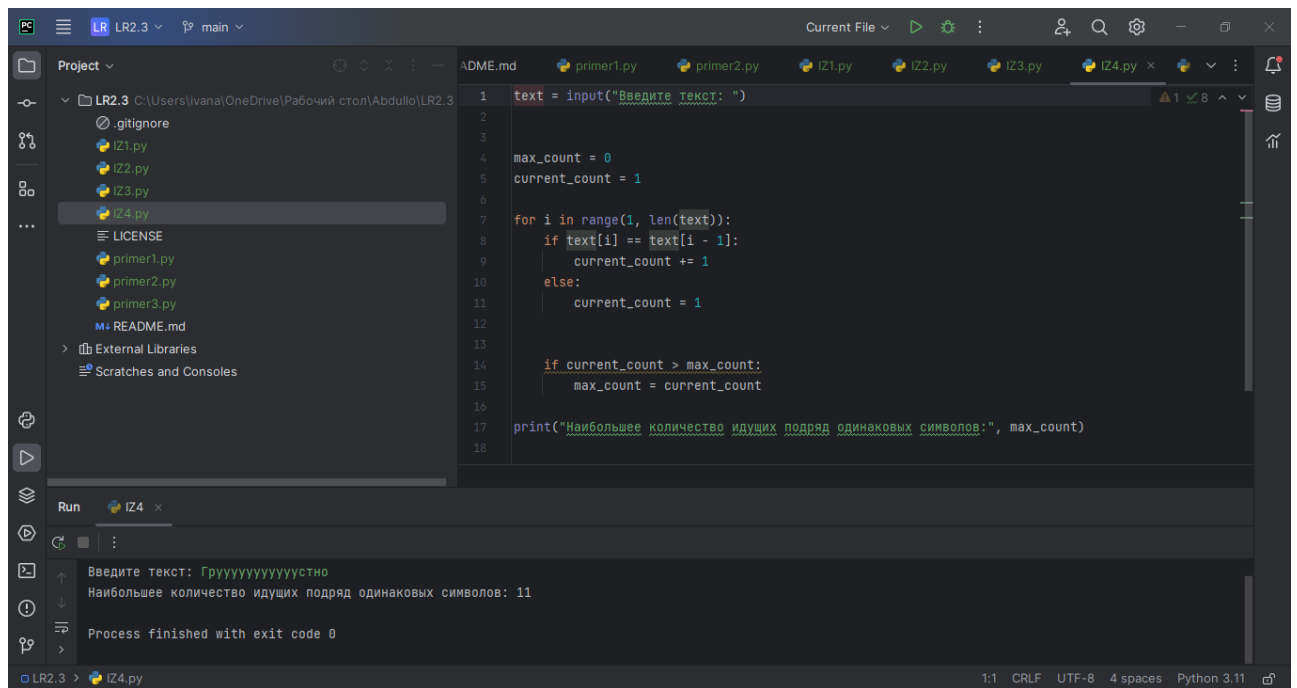 PC LR LR2.3 main Current File
Project
ADME.md primer1.py primer2.py IZ1.py IZ2.py IZ3.py IZ4.py
LR2.3 C:\Users\ivana\OneDrive\Рабочий стол\Abdullo\LR2.3
.gitignore
IZ1.py
IZ2.py
IZ3.py
IZ4.py
LICENSE
primer1.py
primer2.py
primer3.py
M↓ README.md
External Libraries
Scratches and Consoles
1 text = input("Введите текст: ")
2
3
4 max_count = 0
5 current_count = 1
6
7 for i in range(1, len(text)):
8 if text[i] == text[i - 1]:
9 current_count += 1
10 else:
11 current_count = 1
12
13
14 if current_count > max_count:
15 max_count = current_count
16
17 print("Наибольшее количество идущих подряд одинаковых символов:", max_count)
18
1 8
Run IZ4
Введите текст: Грууууууууууустно
Наибольшее количество идущих подряд одинаковых символов: 11
Process finished with exit code 0
LR2.3 > IZ4.py 1:1 CRLF UTF-8 4 spaces Python 3.11